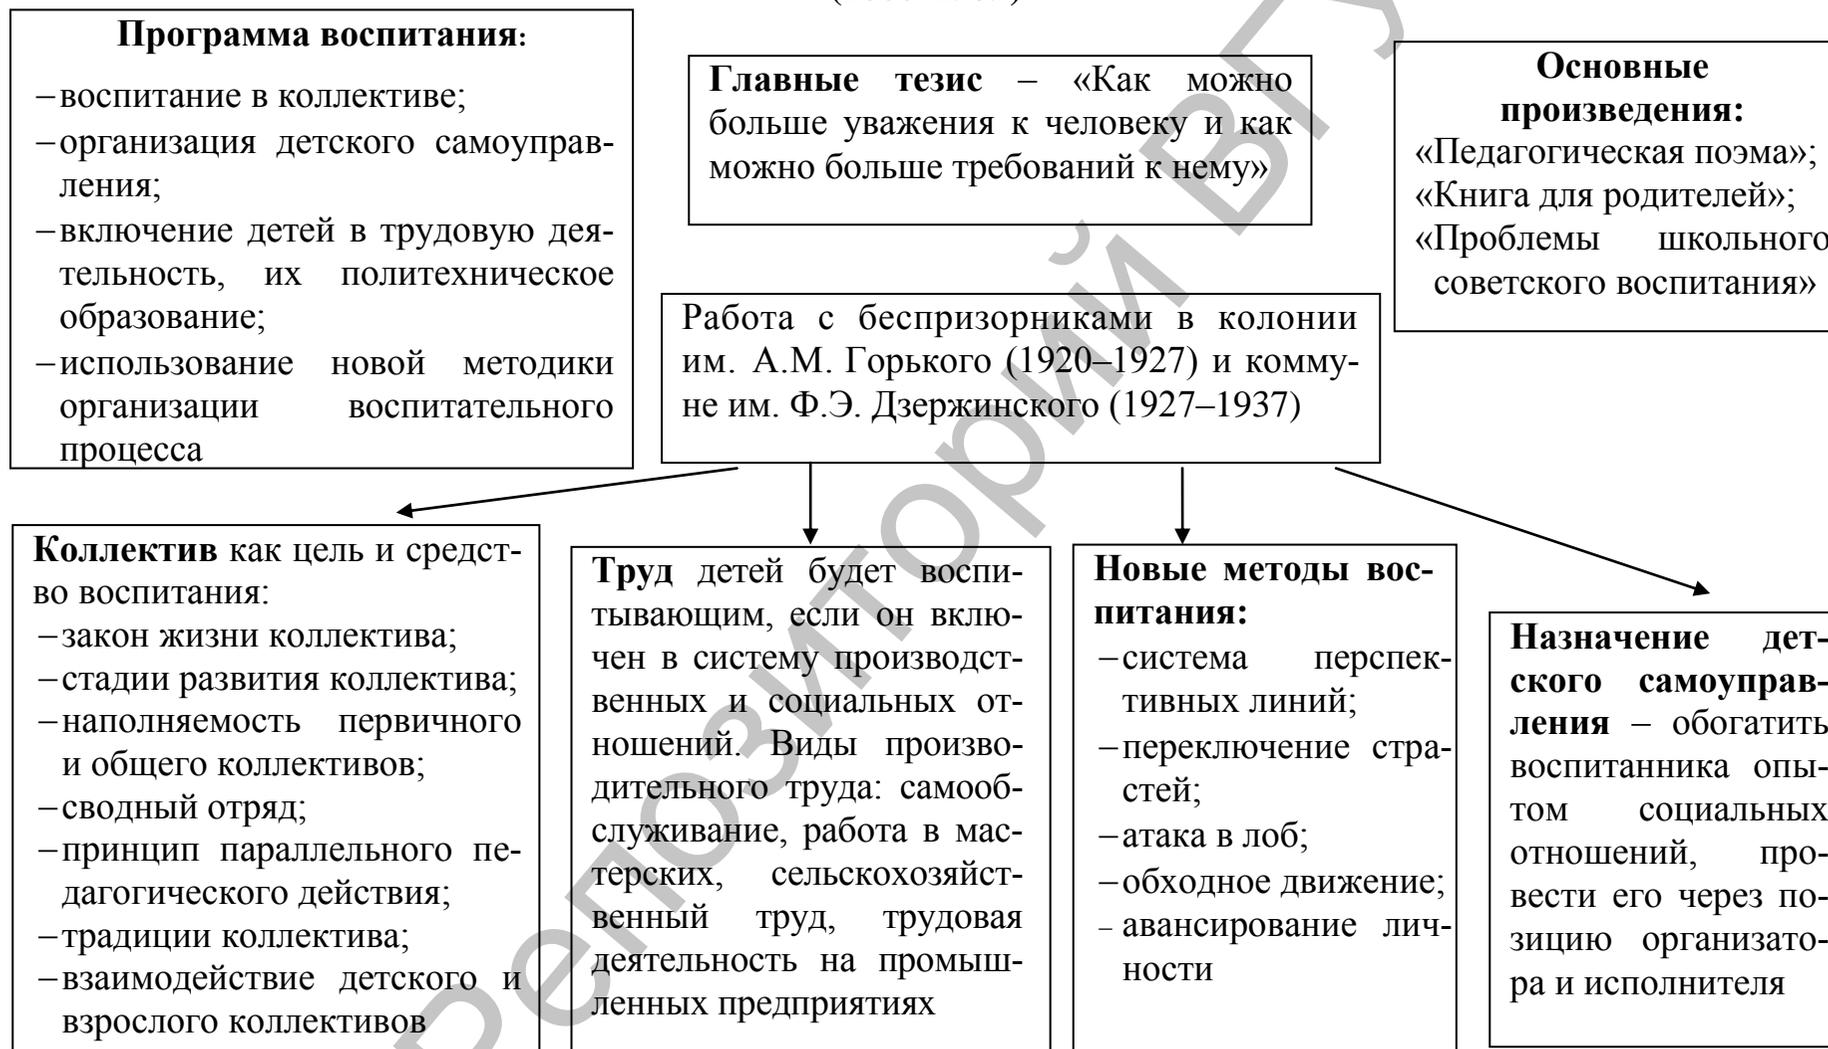 Программа воспитания:
–воспитание в коллективе;
–организация детского самоуправ-
ления;
–включение детей в трудовую дея-
тельность, их политехническое
образование;
–использование новой методики
организации воспитательного
процесса
Главные тезис – «Как можно
больше уважения к человеку и как
можно больше требований к нему»
Основные
произведения:
«Педагогическая поэма»;
«Книга для родителей»;
«Проблемы школьного
советского воспитания»
Работа с беспризорниками в колонии
им. А.М. Горького (1920–1927) и комму-
не им. Ф.Э. Дзержинского (1927–1937)
Коллектив как цель и средст-
во воспитания:
–закон жизни коллектива;
–стадии развития коллектива;
–наполняемость первичного
и общего коллективов;
–сводный отряд;
–принцип параллельного пе-
дагогического действия;
–традиции коллектива;
–взаимодействие детского и
взрослого коллективов
Труд детей будет воспи-
тывающим, если он вклю-
чен в систему производст-
венных и социальных от-
ношений. Виды произво-
дительного труда: самооб-
служивание, работа в мас-
терских, сельскохозяйст-
венный труд, трудовая
деятельность на промыш-
ленных предприятиях
Новые методы вос-
питания:
–система перспек-
тивных линий;
–переключение стра-
стей;
–атака в лоб;
–обходное движение;
– авансирование лич-
ности
Назначение дет-
ского самоуправ-
ления – обогатить
воспитанника опы-
том социальных
отношений, про-
вести его через по-
зицию организато-
ра и исполнителя
Репозиторий ВГУ